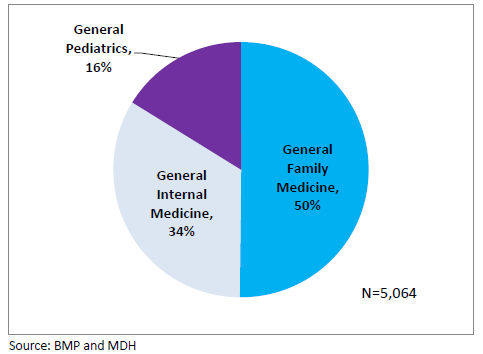 General
Pediatrics,
16%
General
Family
Medicine,
50%
General
Internal
Medicine,
34%
N=5,064
Source: BMP and MDH